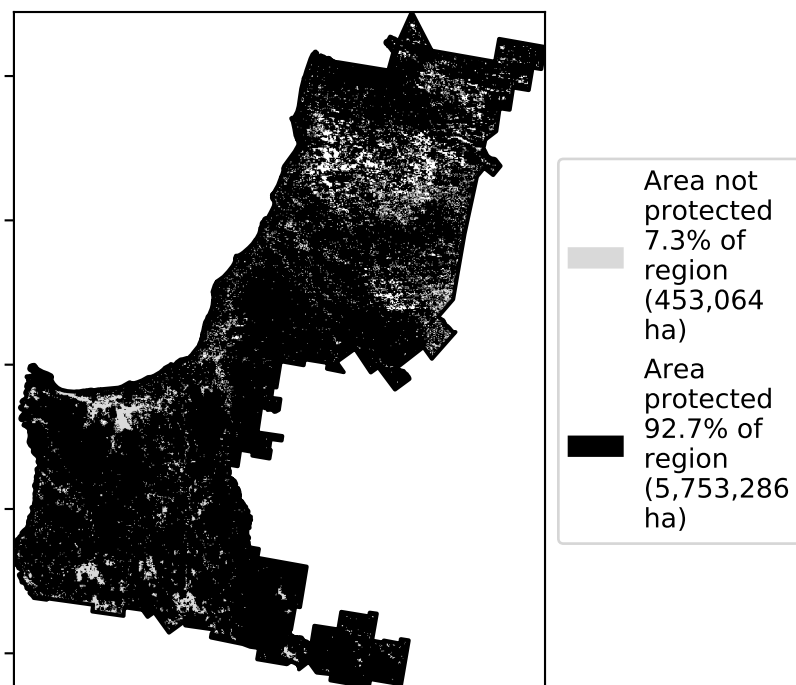 Area not
protected
7.3% of
region
(453,064
ha)
Area
protected
92.7% of
region
(5,753,286
ha)